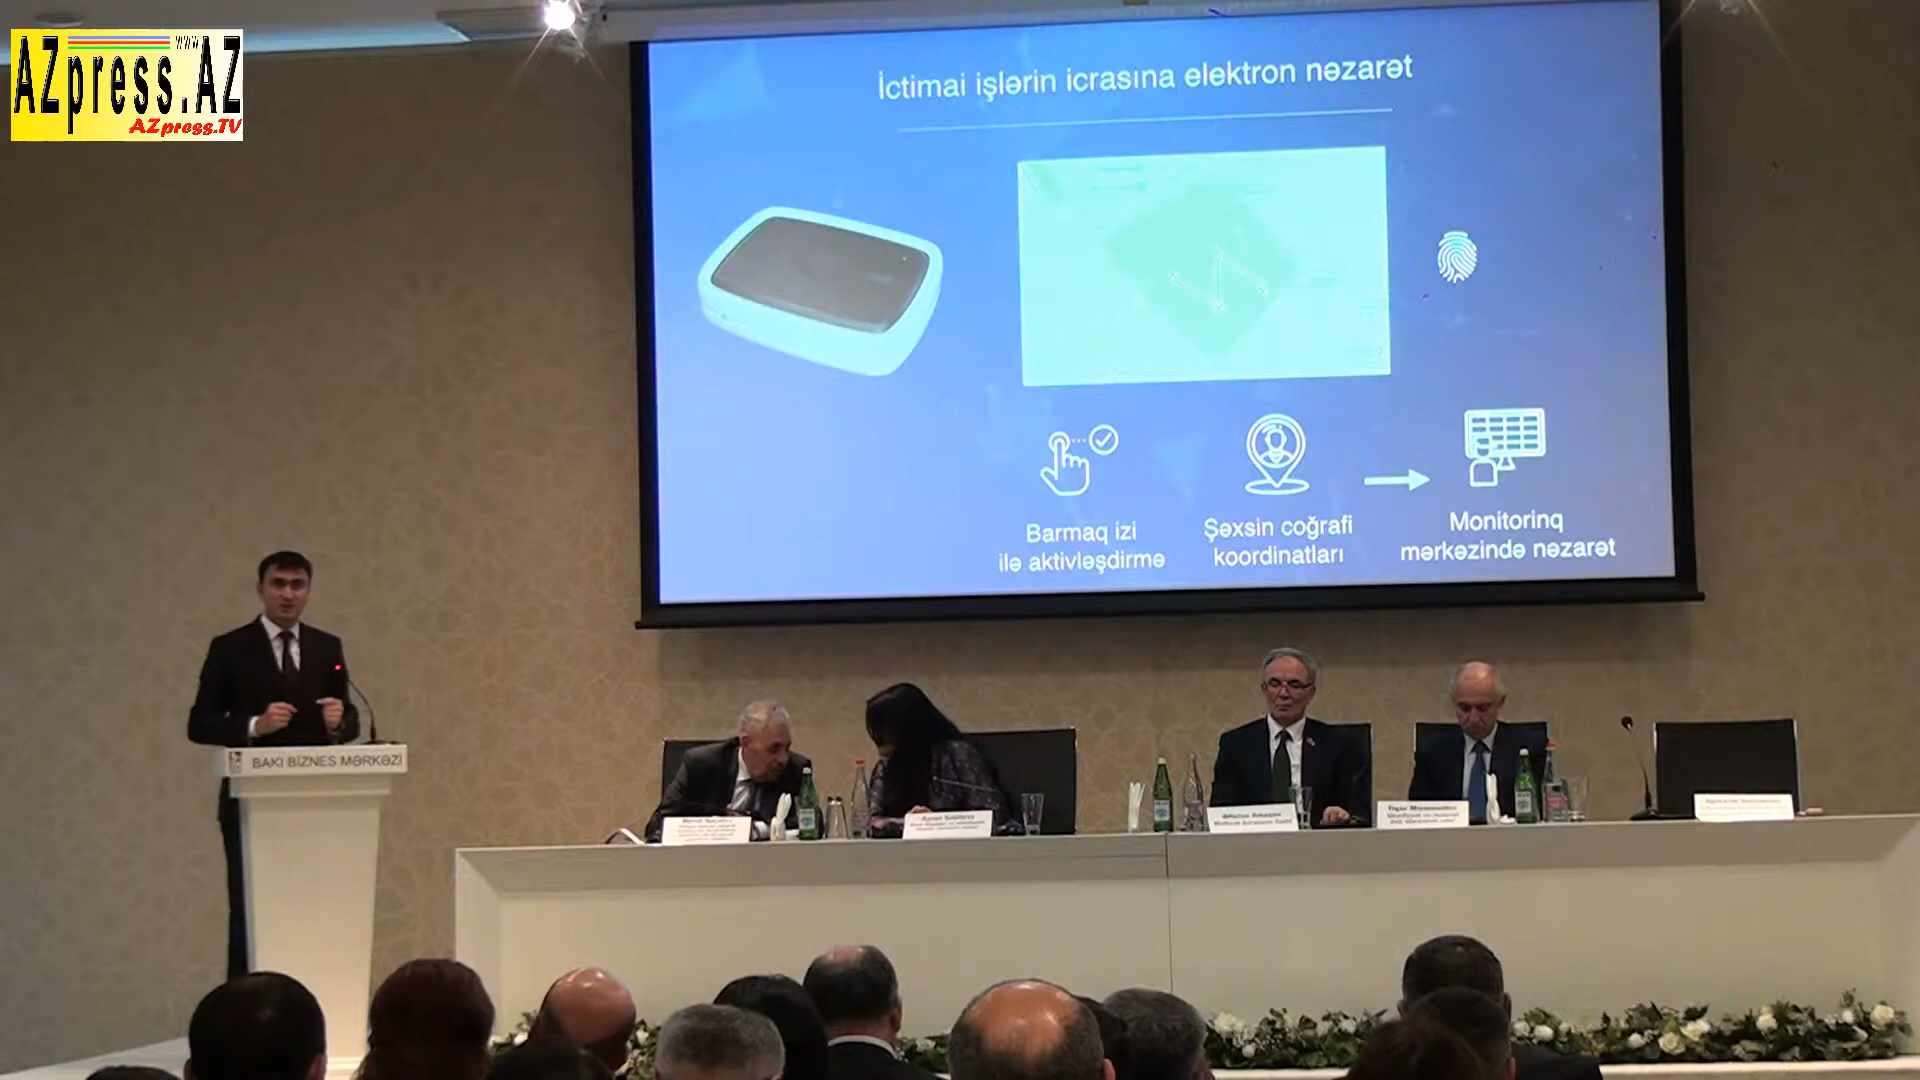 www
AZpress.AZ
AZpress.TV
İctimai işlərin icrasına elektron nəzarət
Barmaq izi
ilə aktivləşdirmə
Şəxsin coğrafi
koordinatları
Monitorinq
mərkəzində nəzarət
BAKI BİZNES MƏRKƏZİ